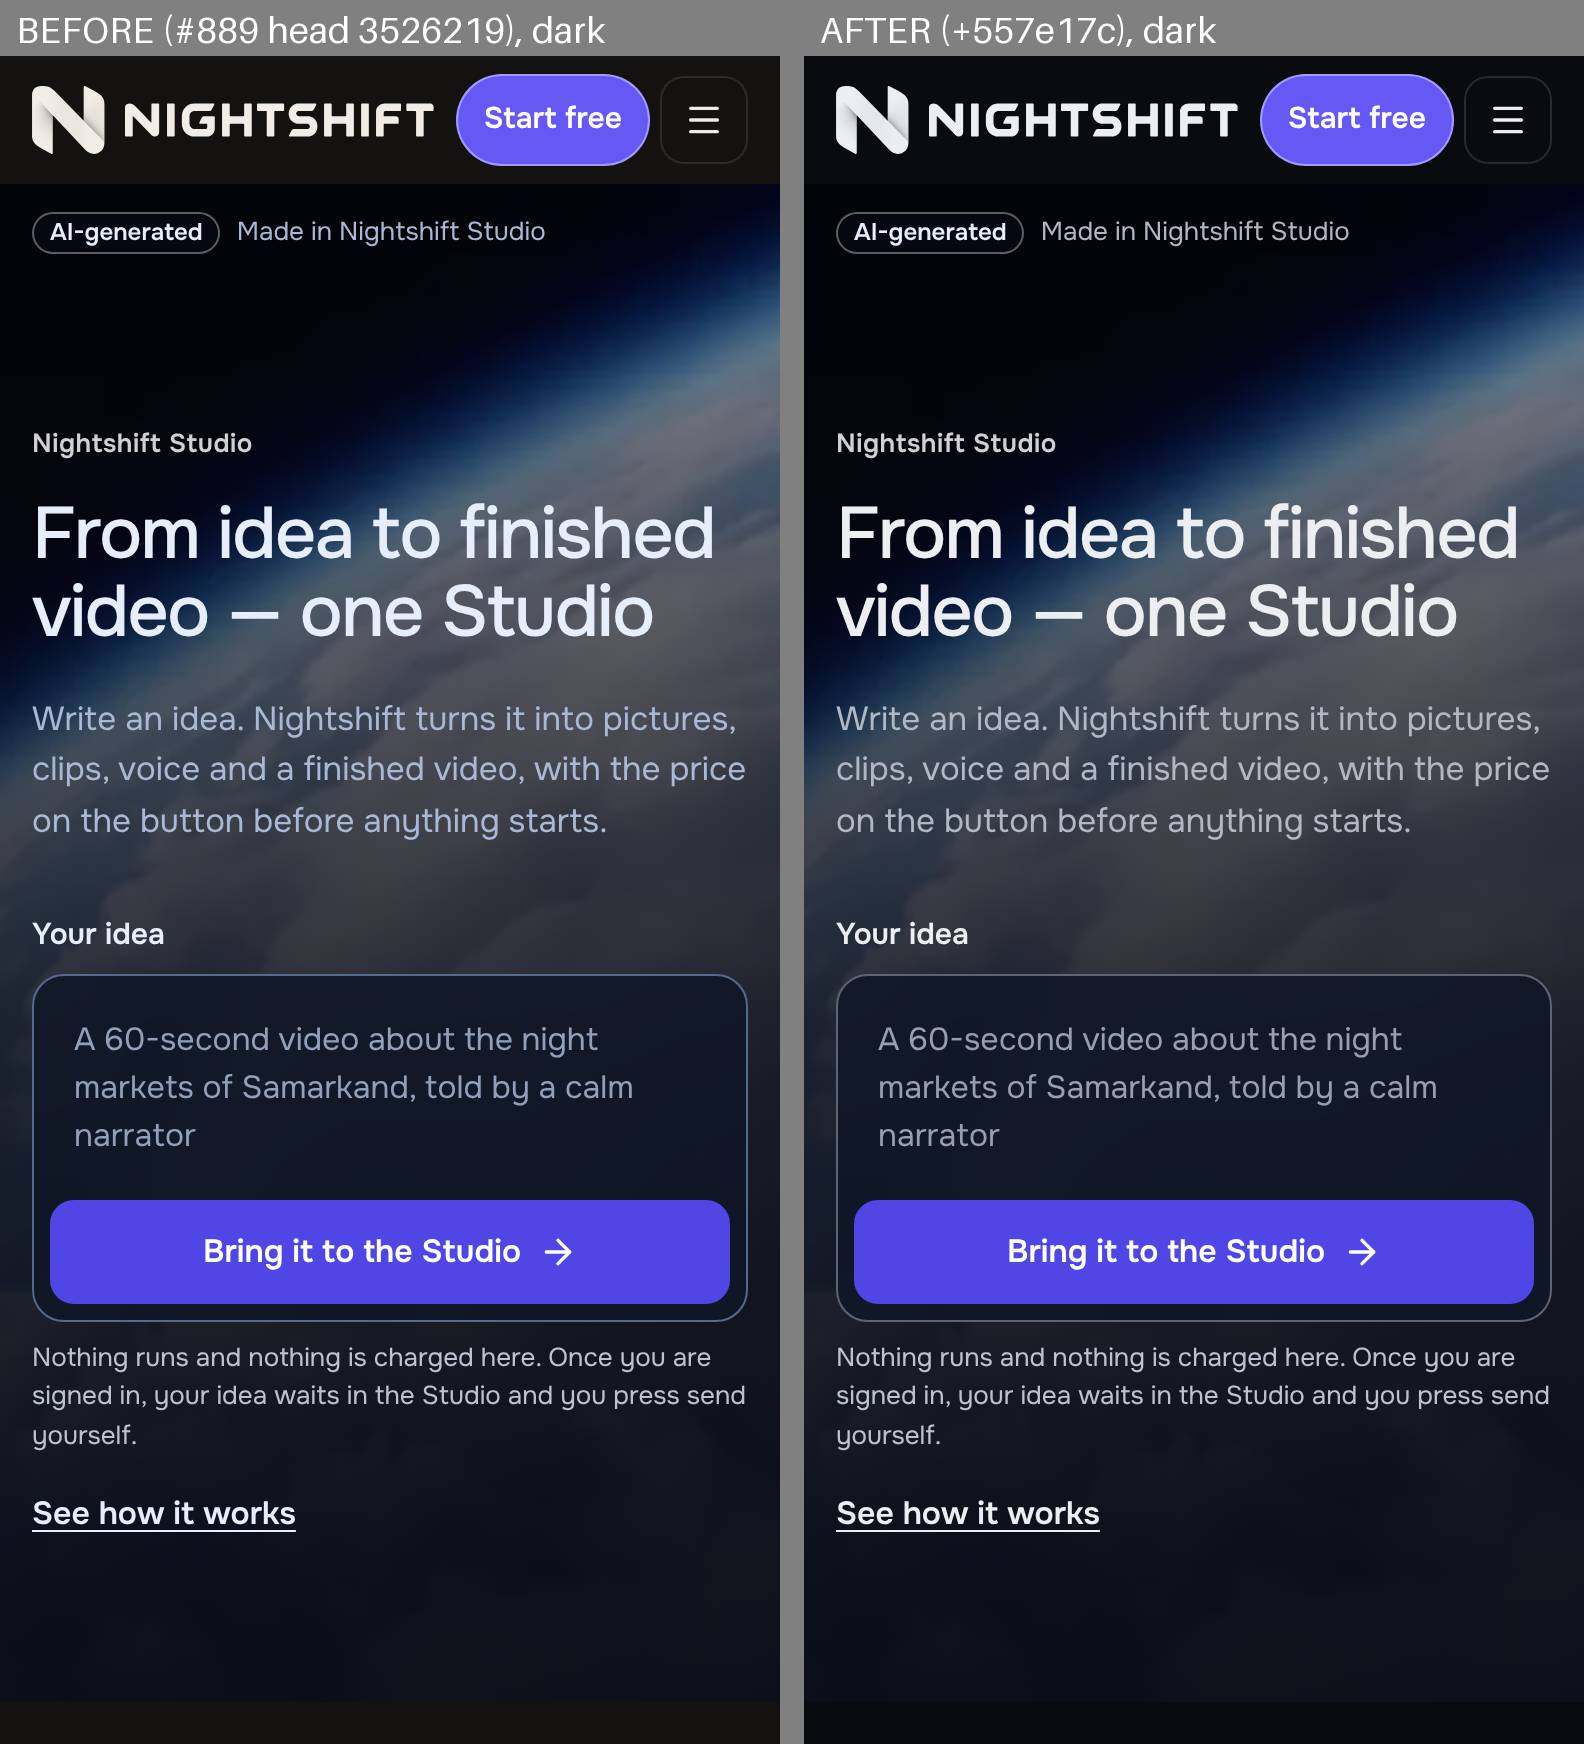 BEFORE (#889 head 3526219), dark
NIGHTSHIFT
Start free
AI-generated Made in Nightshift Studio
Nightshift Studio
From idea to finished
video — one Studio
Write an idea. Nightshift turns it into pictures,
clips, voice and a finished video, with the price
on the button before anything starts.
Your idea
A 60-second video about the night
markets of Samarkand, told by a calm
narrator
Bring it to the Studio →
Nothing runs and nothing is charged here. Once you are
signed in, your idea waits in the Studio and you press send
yourself.
See how it works
AFTER (+557e17c), dark
NIGHTSHIFT
Start free
AI-generated Made in Nightshift Studio
Nightshift Studio
From idea to finished
video — one Studio
Write an idea. Nightshift turns it into pictures,
clips, voice and a finished video, with the price
on the button before anything starts.
Your idea
A 60-second video about the night
markets of Samarkand, told by a calm
narrator
Bring it to the Studio →
Nothing runs and nothing is charged here. Once you are
signed in, your idea waits in the Studio and you press send
yourself.
See how it works